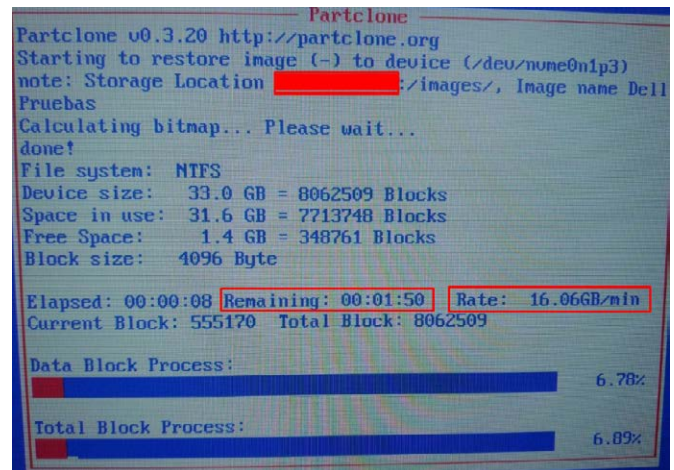 Partclone
Partclone v0.3.20 http://partclone.org
Starting to restore image (-) to device (/dev/nvme0n1p3)
note: Storage Location :/images/, Image name Dell
Pruebas
Calculating bitmap... Please wait...
done!
File system: NTFS
Device size: 33.0 GB = 8062509 Blocks
Space in use: 31.6 GB = 7713748 Blocks
Free Space: 1.4 GB = 348761 Blocks
Block size: 4096 Byte
Elapsed: 00:00:08 Remaining: 00:01:50 Rate: 16.06GB/min
Current Block: 555170 Total Block: 8062509
Data Block Process:
6.78%
Total Block Process:
6.89%